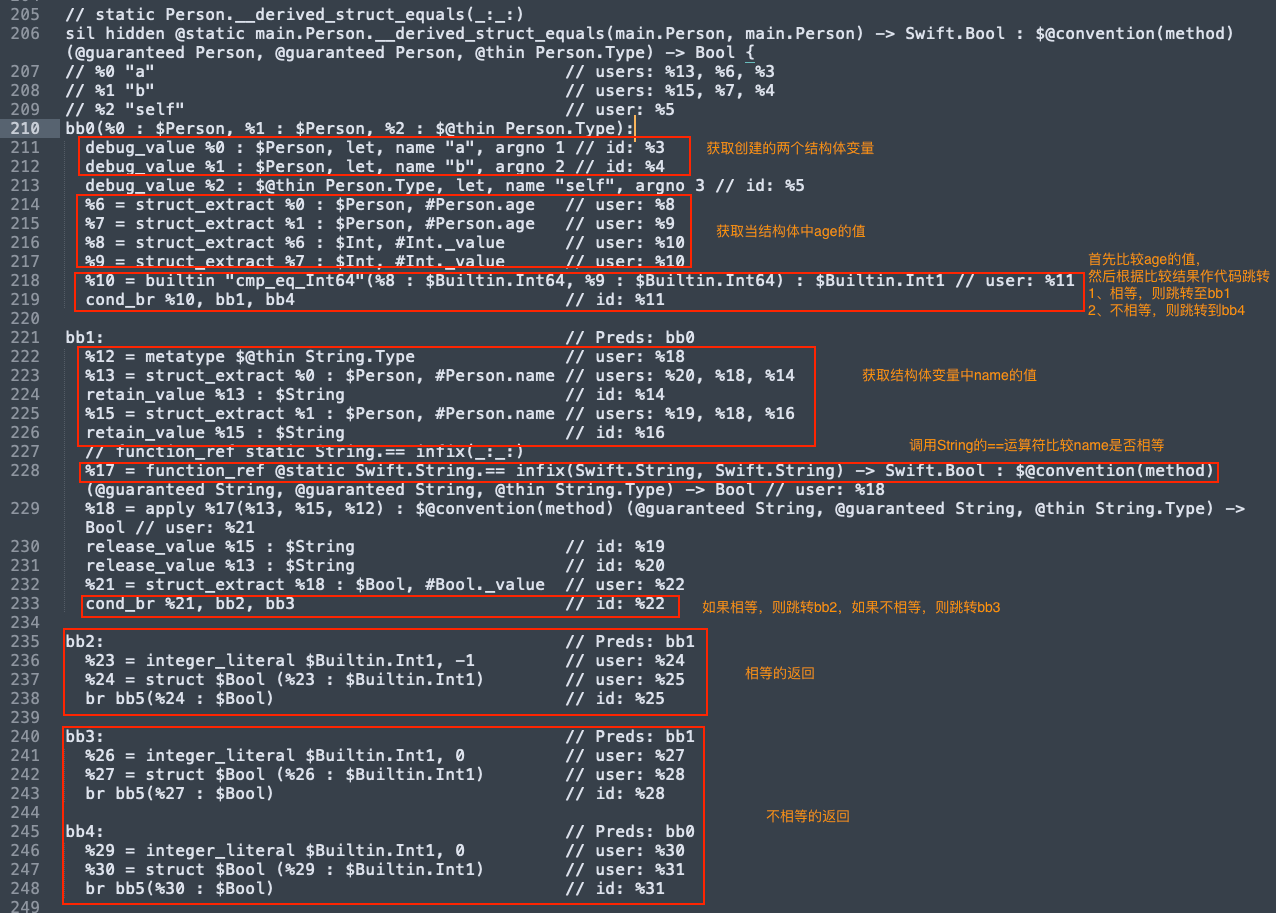 205 // static Person.__derived_struct_equals(_:_:)
206 sil hidden @static main.Person.__derived_struct_equals(main.Person, main.Person) -> Swift.Bool : $@convention(method)
(@guaranteed Person, @guaranteed Person, @thin Person.Type) -> Bool {
207 // %0 "a" // users: %13, %6, %3
208 // %1 "b" // users: %15, %7, %4
209 // %2 "self" // user: %5
210 bb0(%0 : $Person, %1 : $Person, %2 : $@thin Person.Type):
211 debug_value %0 : $Person, let, name "a", argno 1 // id: %3 获取创建的两个结构体变量
212 debug_value %1 : $Person, let, name "b", argno 2 // id: %4
213 debug_value %2 : $@thin Person.Type, let, name "self", argno 3 // id: %5
214 %6 = struct_extract %0 : $Person, #Person.age // user: %8
215 %7 = struct_extract %1 : $Person, #Person.age // user: %9 获取当结构体中age的值
216 %8 = struct_extract %6 : $Int, #Int._value // user: %10
217 %9 = struct_extract %7 : $Int, #Int._value // user: %10
首先比较age的值，
218 %10 = builtin "cmp_eq_Int64"(%8 : $Builtin.Int64, %9 : $Builtin.Int64) : $Builtin.Int1 // user: %11 然后根据比较结果作代码跳转
219 cond_br %10, bb1, bb4 // id: %11 1、相等，则跳转至bb1
220 2、不相等，则跳转到bb4
221 bb1: // Preds: bb0
222 %12 = metatype $@thin String.Type // user: %18
223 %13 = struct_extract %0 : $Person, #Person.name // users: %20, %18, %14 获取结构体变量中name的值
224 retain_value %13 : $String // id: %14
225 %15 = struct_extract %1 : $Person, #Person.name // users: %19, %18, %16
226 retain_value %15 : $String // id: %16
227 // function_ref static String.== infix(_:_:) 调用String的==运算符比较name是否相等
228 %17 = function_ref @static Swift.String.== infix(Swift.String, Swift.String) -> Swift.Bool : $@convention(method)
(@guaranteed String, @guaranteed String, @thin String.Type) -> Bool // user: %18
229 %18 = apply %17(%13, %15, %12) : $@convention(method) (@guaranteed String, @guaranteed String, @thin String.Type) ->
Bool // user: %21
230 release_value %15 : $String // id: %19
231 release_value %13 : $String // id: %20
232 %21 = struct_extract %18 : $Bool, #Bool._value // user: %22
233 cond_br %21, bb2, bb3 // id: %22 如果相等，则跳转bb2，如果不相等，则跳转bb3
234
235 bb2: // Preds: bb1
236 %23 = integer_literal $Builtin.Int1, -1 // user: %24
237 %24 = struct $Bool (%23 : $Builtin.Int1) // user: %25 相等的返回
238 br bb5(%24 : $Bool) // id: %25
239
240 bb3: // Preds: bb1
241 %26 = integer_literal $Builtin.Int1, 0 // user: %27
242 %27 = struct $Bool (%26 : $Builtin.Int1) // user: %28
243 br bb5(%27 : $Bool) // id: %28
244 不相等的返回
245 bb4: // Preds: bb0
246 %29 = integer_literal $Builtin.Int1, 0 // user: %30
247 %30 = struct $Bool (%29 : $Builtin.Int1) // user: %31
248 br bb5(%30 : $Bool) // id: %31
249